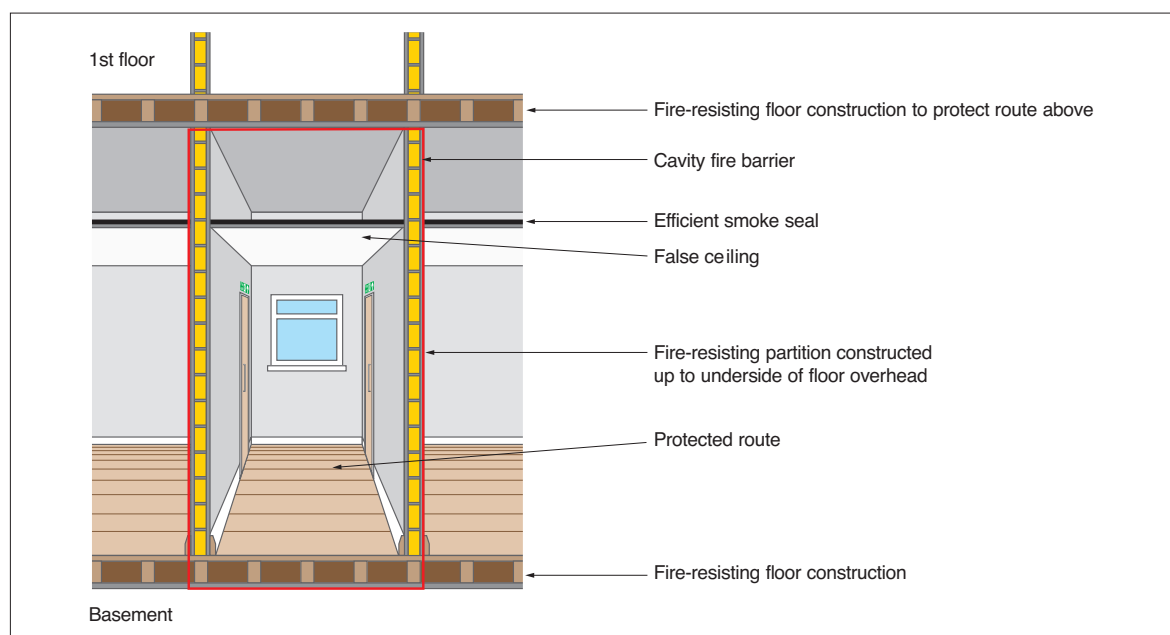 1st floor
Fire-resisting floor construction to protect route above
Cavity fire barrier
Efficient smoke seal
False ceiling
Fire-resisting partition constructed
up to underside of floor overhead
Protected route
Fire-resisting floor construction
Basement